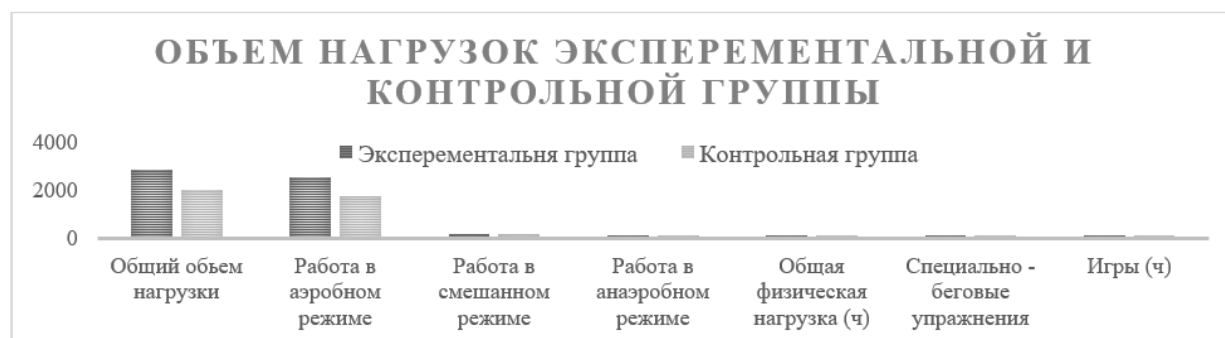 ОБЪЕМ НАГРУЗОК ЭКСПЕРЕМЕНТАЛЬНОЙ И
КОНТРОЛЬНОЙ ГРУППЫ
4000
Эксперементальня группа
Контрольная группа
2000
0
Общий обьем
нагрузки
Работа в
аэробном
режиме
Работа в
смешанном
режиме
Работа в
анаэробном
режиме
Общая
физическая
нагрузка (ч)
Специально -
беговые
упражнения
Игры (ч)